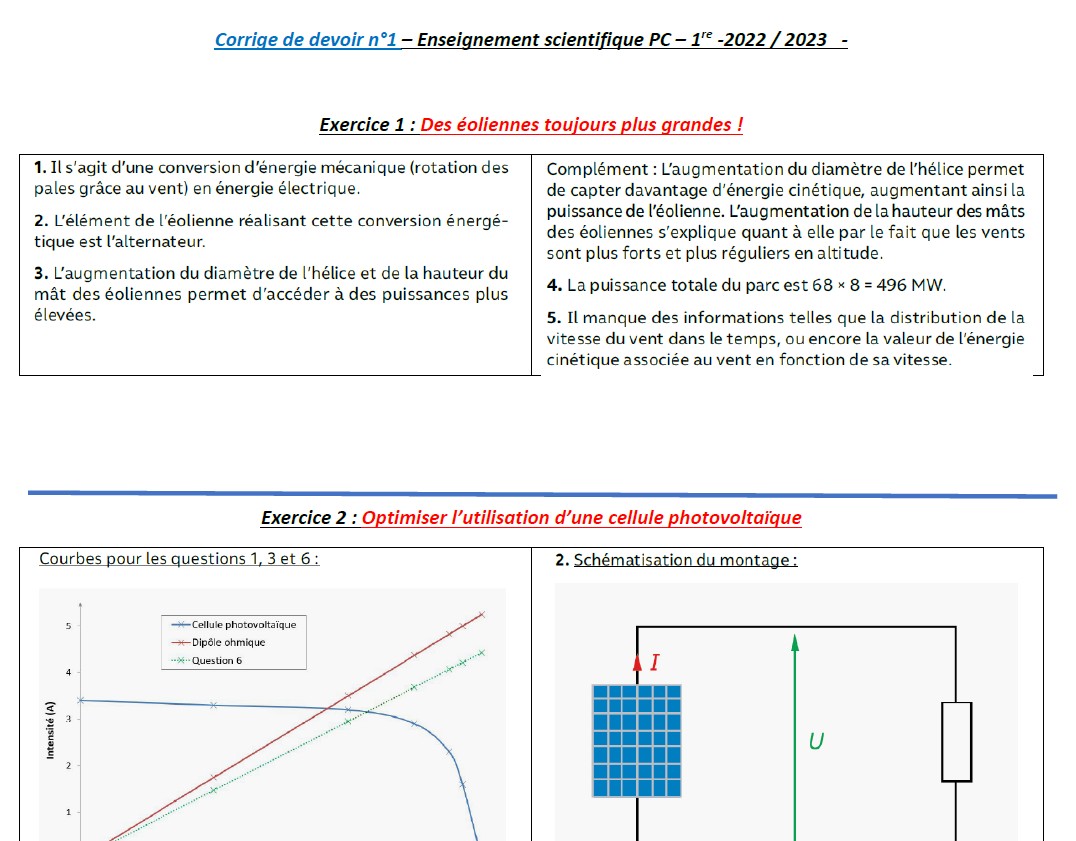 Corrige de devoir n°1 – Enseignement scientifique PC – 1re -2022 / 2023 -
Exercice 1 : Des éoliennes toujours plus grandes !
1. Il s'agit d'une conversion d'énergie mécanique (rotation des
pales grâce au vent) en énergie électrique.
2. L'élément de l'éolienne réalisant cette conversion énergé-
tique est l'alternateur.
3. L'augmentation du diamètre de l'hélice et de la hauteur du
mât des éoliennes permet d'accéder à des puissances plus
élevées.
Complément : L'augmentation du diamètre de l'hélice permet
de capter davantage d'énergie cinétique, augmentant ainsi la
puissance de l'éolienne. L'augmentation de la hauteur des mâts
des éoliennes s'explique quant à elle par le fait que les vents
sont plus forts et plus réguliers en altitude.
4. La puissance totale du parc est 68 × 8 = 496 MW.
5. Il manque des informations telles que la distribution de la
vitesse du vent dans le temps, ou encore la valeur de l'énergie
cinétique associée au vent en fonction de sa vitesse.
Exercice 2 : Optimiser l'utilisation d'une cellule photovoltaïque
Courbes pour les questions 1, 3 et 6 :
5
4
3
2
1
Intensité (A)
Cellule photovoltaïque
Dipôle ohmique
Question 6
2. Schématisation du montage :
I
U